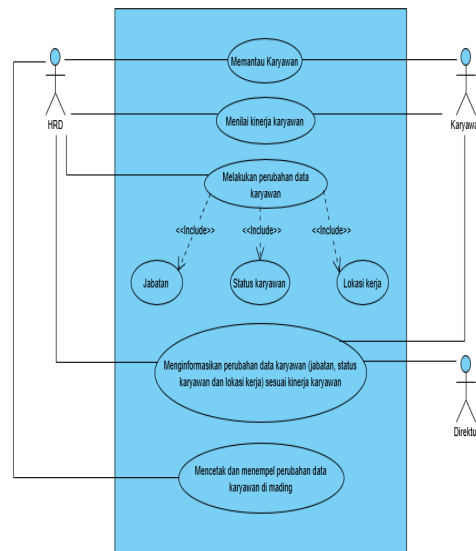 Memantau Karyawan
HRD
Menilai kinerja karyawan
Karyawa
Melakukan perubahan data
karyawan
<<Include>>
<<Include>>
<<Include>>
Jabatan
Status karyawan
Lokasi kerja
Menginformasikan perubahan data karyawan (jabatan, status
karyawan dan lokasi kerja) sesuai kinerja karyawan
Direktu
Mencetak dan menempel perubahan data
karyawan di mading